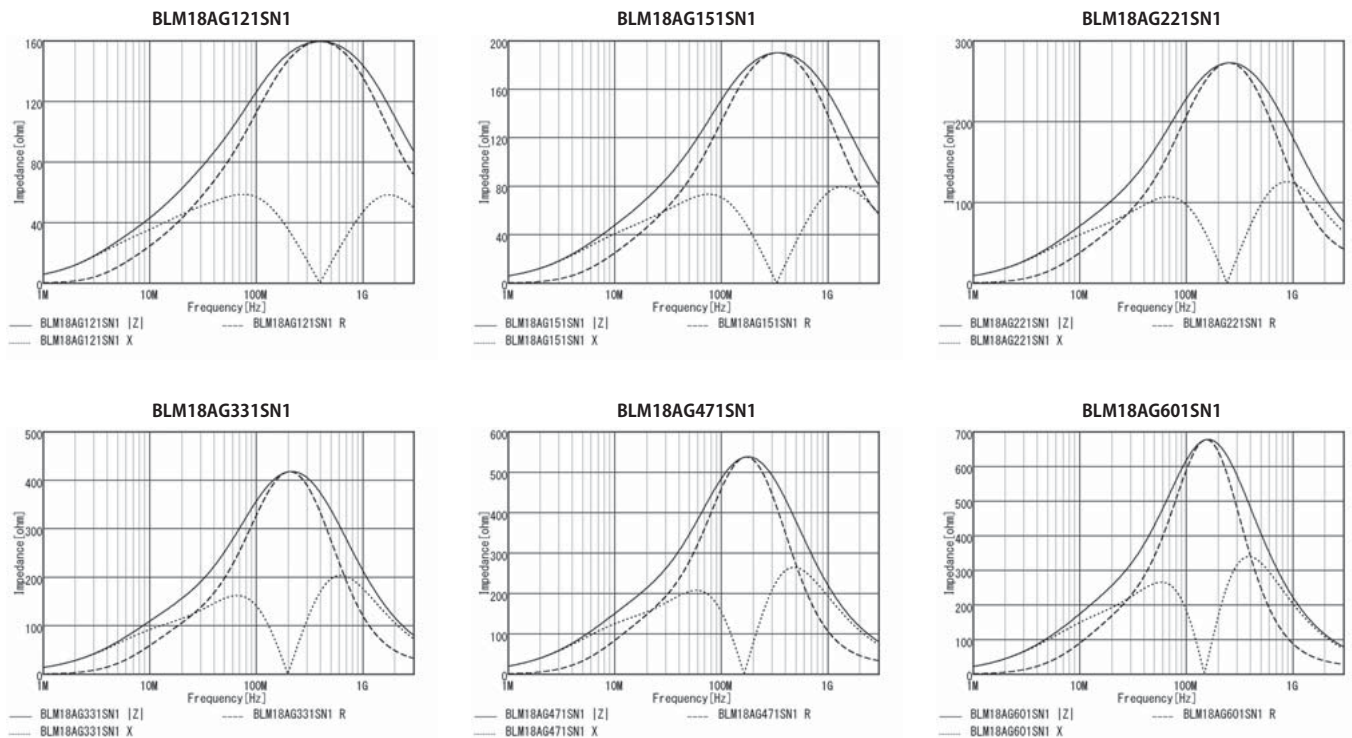 BLM18AG121SN1
Impedance[ohm]
160
120
80
40
0
1M 10M 100M 1G
Frequency[Hz]
BLM18AG121SN1 |Z| BLM18AG121SN1 R
BLM18AG121SN1 X
BLM18AG151SN1
Impedance[ohm]
200
160
120
80
40
0
1M 10M 100M 1G
Frequency[Hz]
BLM18AG151SN1 |Z| BLM18AG151SN1 R
BLM18AG151SN1 X
BLM18AG221SN1
Impedance[ohm]
300
200
100
0
1M 10M 100M 1G
Frequency[Hz]
BLM18AG221SN1 |Z| BLM18AG221SN1 R
BLM18AG221SN1 X
BLM18AG331SN1
Impedance[ohm]
500
400
300
200
100
0
1M 10M 100M 1G
Frequency[Hz]
BLM18AG331SN1 |Z| BLM18AG331SN1 R
BLM18AG331SN1 X
BLM18AG471SN1
Impedance[ohm]
600
500
400
300
200
100
0
1M 10M 100M 1G
Frequency[Hz]
BLM18AG471SN1 |Z| BLM18AG471SN1 R
BLM18AG471SN1 X
BLM18AG601SN1
Impedance[ohm]
700
600
500
400
300
200
100
0
1M 10M 100M 1G
Frequency[Hz]
BLM18AG601SN1 |Z| BLM18AG601SN1 R
BLM18AG601SN1 X